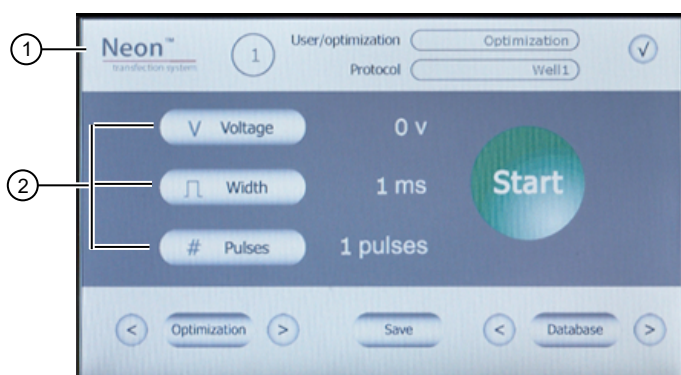 1
Neon™
transfection system
1
User/optimization
Optimization
√
Protocol
Well1
2
V Voltage
0 v
Width
1 ms
Start
# Pulses
1 pulses
< Optimization >
Save
< Database >